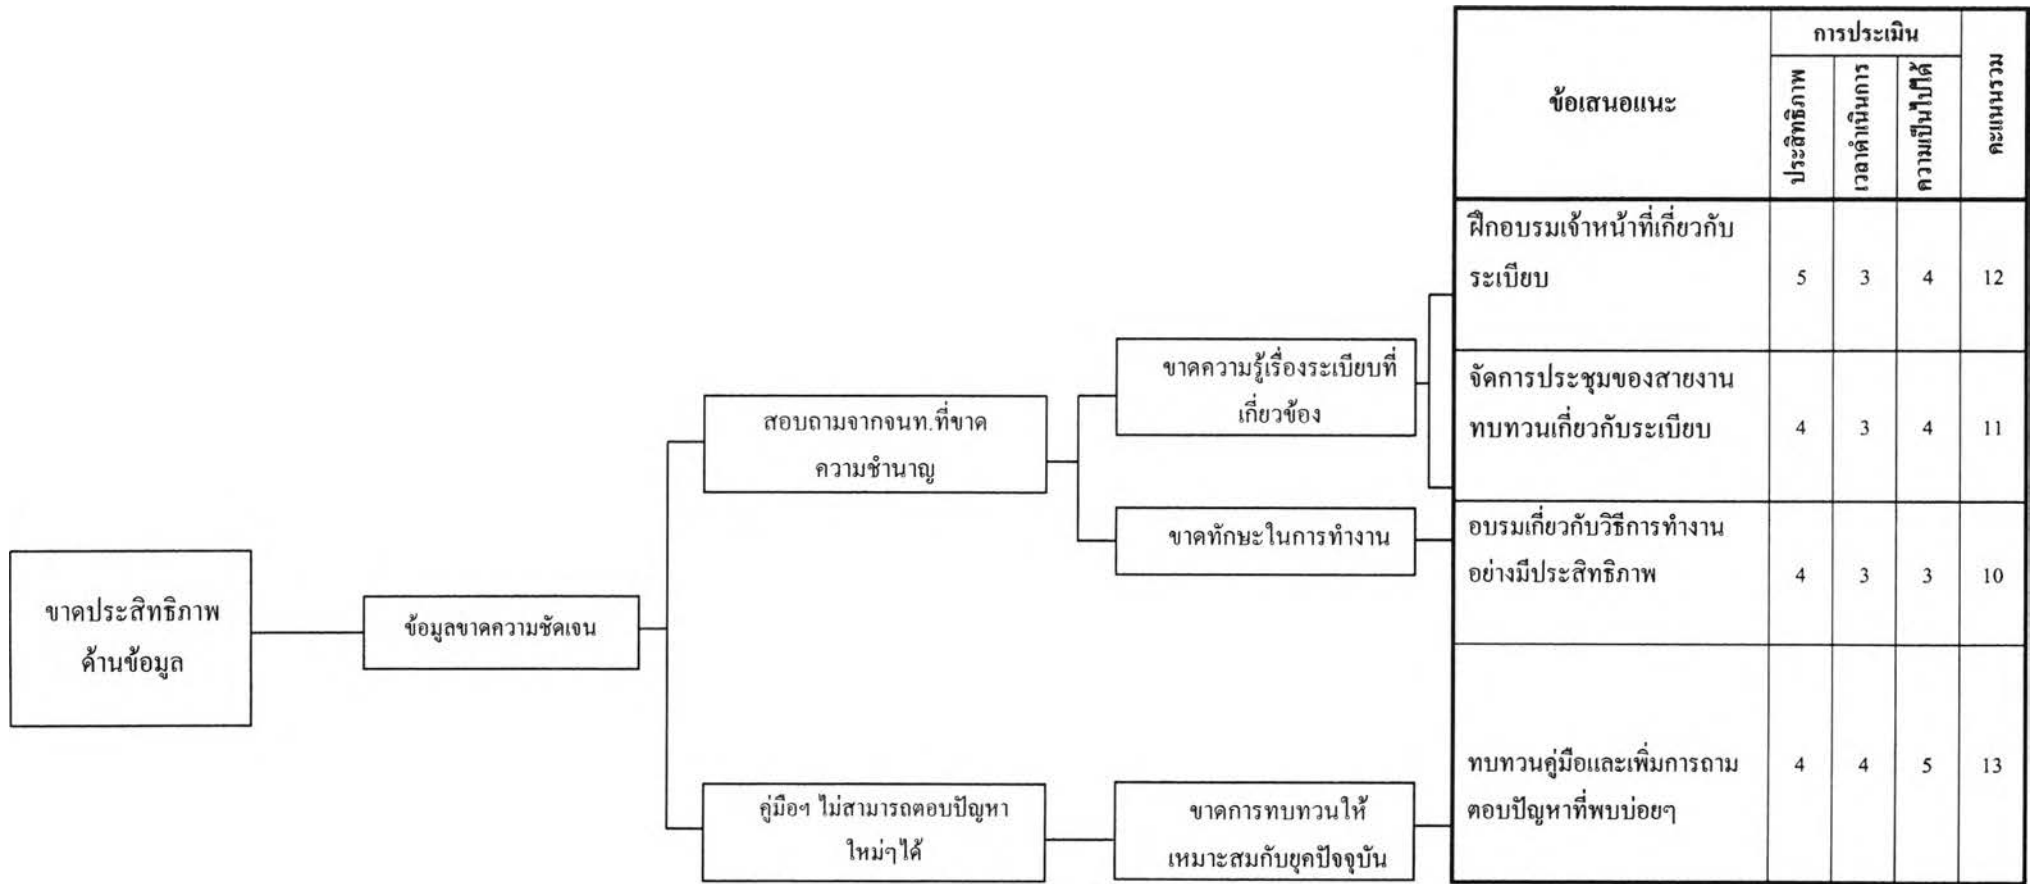 ขาดประสิทธิภาพ
ด้านข้อมูล
ข้อมูลขาดความชัดเจน
สอบถามจากจนท.ที่ขาด
ความชำนาญ
คู่มือฯ ไม่สามารถตอบปัญหา
ใหม่ๆได้
ขาดความรู้เรื่องระเบียบที่
เกี่ยวข้อง
ขาดทักษะในการทำงาน
ขาดการทบทวนให้
เหมาะสมกับยุคปัจจุบัน
ข้อเสนอแนะ
การประเมิน
ประสิทธิภาพ
เวลาดำเนินการ
ความเป็นไปได้
คะแนนรวม
ฝึกอบรมเจ้าหน้าที่เกี่ยวกับ
ระเบียบ 5 3 4 12
จัดการประชุมของสายงาน
ทบทวนเกี่ยวกับระเบียบ 4 3 4 11
อบรมเกี่ยวกับวิธีการทำงาน
อย่างมีประสิทธิภาพ 4 3 3 10
ทบทวนคู่มือและเพิ่มการถาม 4 4 5 13
ตอบปัญหาที่พบบ่อยๆ